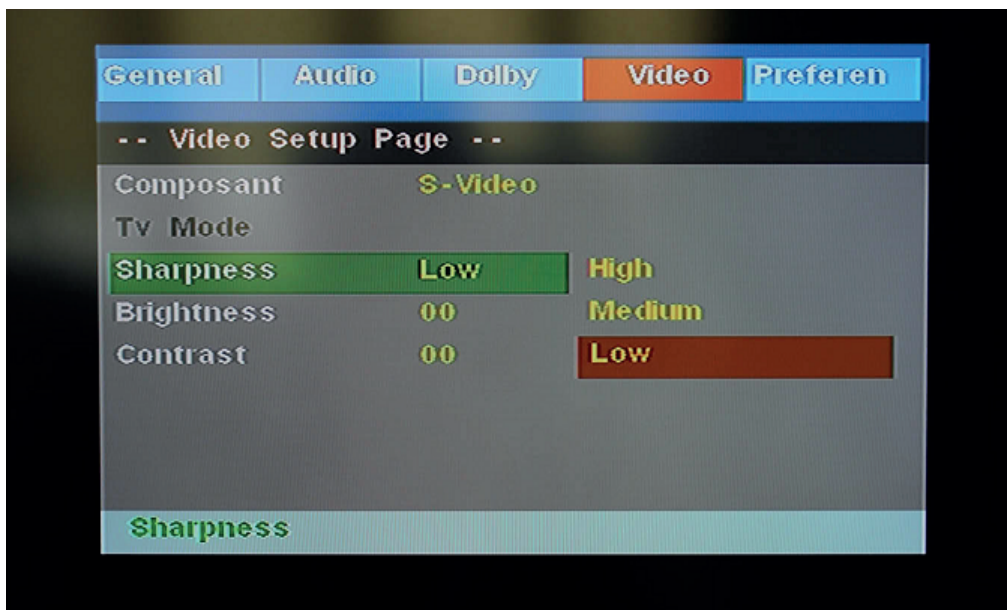 General Audio Dolby Video Preferen
-- Video Setup Page --
Composant S-Video
Tv Mode
Sharpness Low High
Brightness 00 Medium
Contrast 00 Low
Sharpness